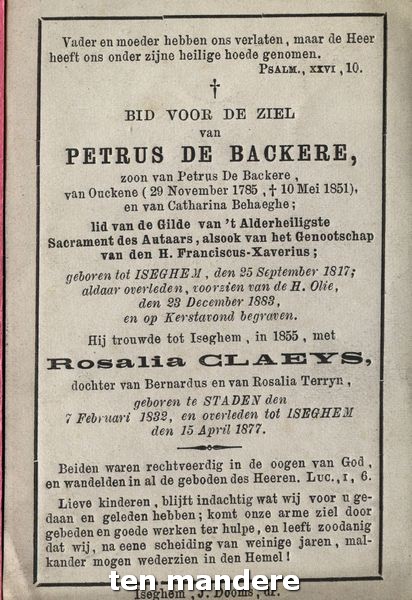 Vader en moeder hebben ons verlaten, maar de Heer
heeft ons onder zijne heilige hoede genomen.
PSALM., XXVI, 10.
†
BID VOOR DE ZIEL
van
PETRUS DE BACKERE,
zoon van Petrus De Backere,
van Ouckene (29 November 1785, † 10 Mei 1851),
en van Catharina Behaeghe;
lid van de Gilde van 't Alderheiligste
Sacrament des Autaars, alsook van het Genootschap
van den H. Franciscus-Xaverius;
geboren tot ISEGHEM, den 25 September 1817;
aldaar overleden, voorzien van de H. Olie,
den 23 December 1883,
en op Kerstavond begraven.
Hij trouwde tot Iseghem, in 1855, met
Rosalia CLAEYS,
dochter van Bernardus en van Rosalia Terryn,
geboren te STADEN den
7 Februari 1832, en overleden tot ISEGHEM
den 15 April 1877.
Beiden waren rechtveerdig in de oogen van God,
en wandelden in al de geboden des Heeren. LUC., I, 6.
Lieve kinderen, blijft indachtig wat wij voor u ge-
daan en geleden hebben; komt onze arme ziel door
gebeden en goede werken ter hulpe, en leeft zoodanig
dat wij, na eene scheiding van weinige jaren, mal-
kander mogen wederzien in den Hemel!
ten mandere
Iseghem, J. Dooms, dr.